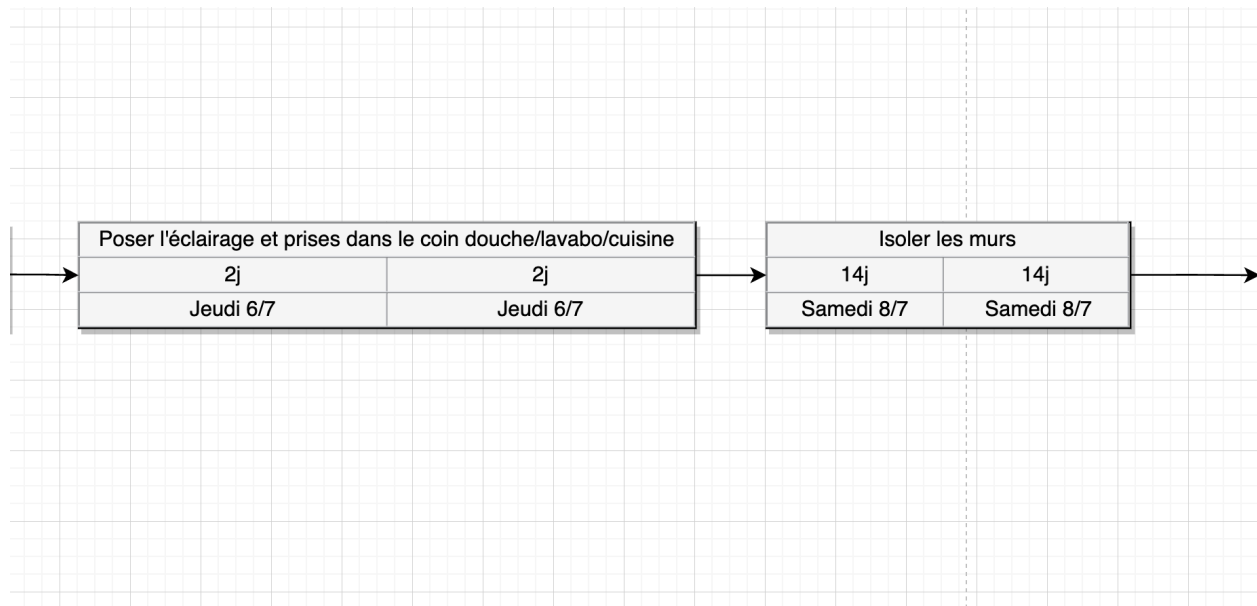 Poser l'éclairage et prises dans le coin douche/lavabo/cuisine
2j 2j
Jeudi 6/7 Jeudi 6/7
Isoler les murs
14j 14j
Samedi 8/7 Samedi 8/7